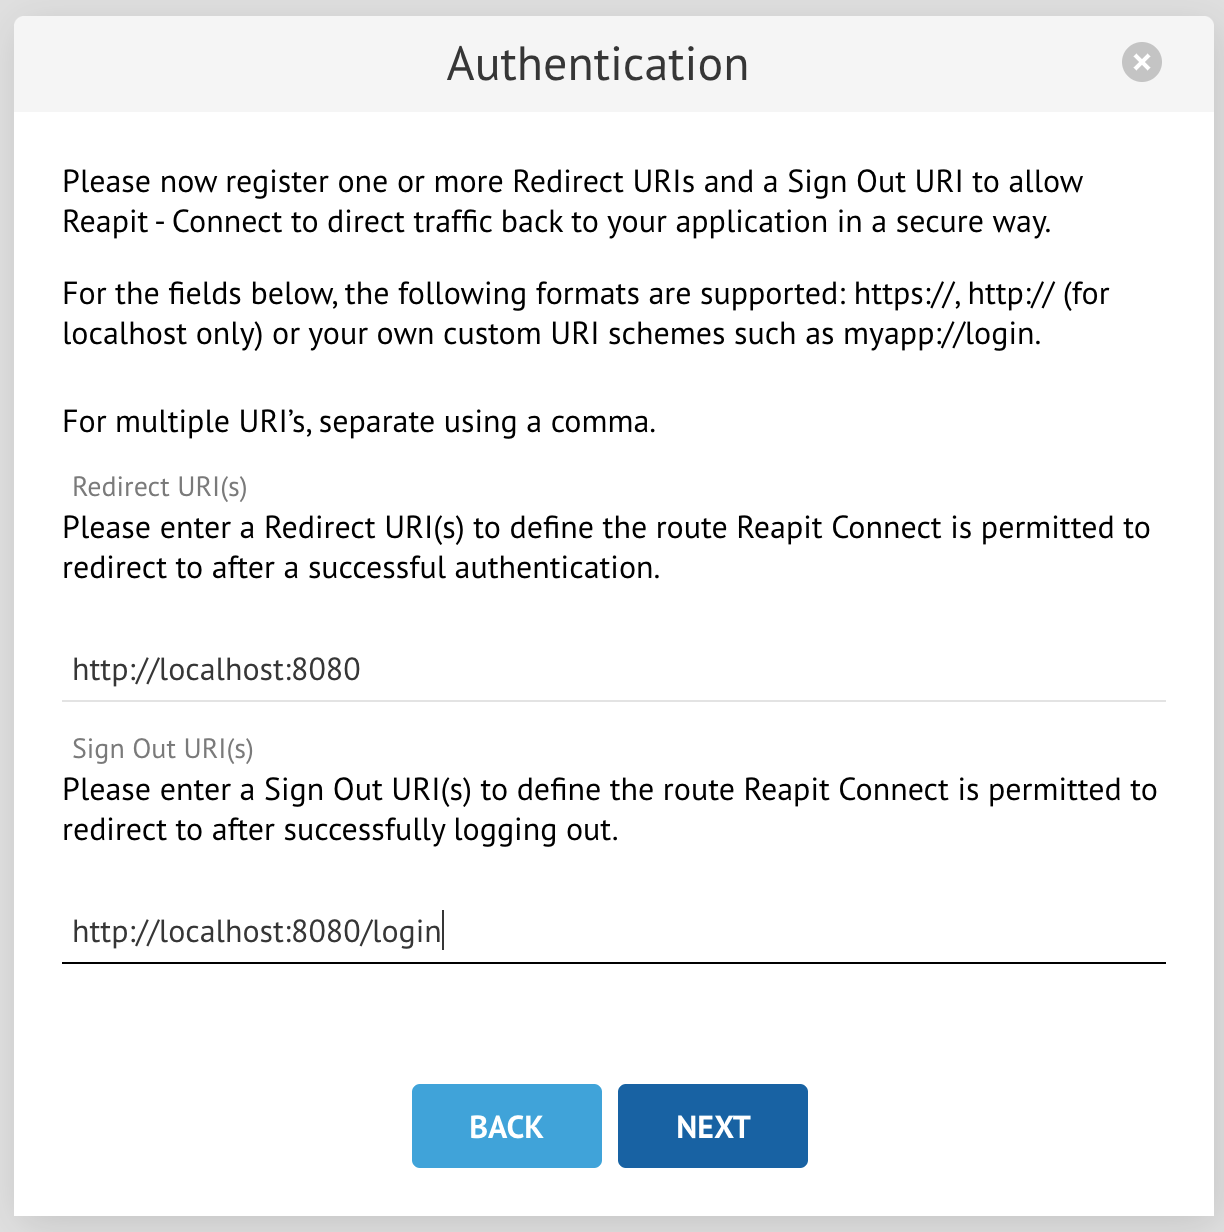 Authentication
Please now register one or more Redirect URIs and a Sign Out URI to allow
Reapit - Connect to direct traffic back to your application in a secure way.
For the fields below, the following formats are supported: https://, http:// (for
localhost only) or your own custom URI schemes such as myapp://login.
For multiple URI’s, separate using a comma.
Redirect URI(s)
Please enter a Redirect URI(s) to define the route Reapit Connect is permitted to
redirect to after a successful authentication.
http://localhost:8080
Sign Out URI(s)
Please enter a Sign Out URI(s) to define the route Reapit Connect is permitted to
redirect to after successfully logging out.
http://localhost:8080/login
BACK
NEXT